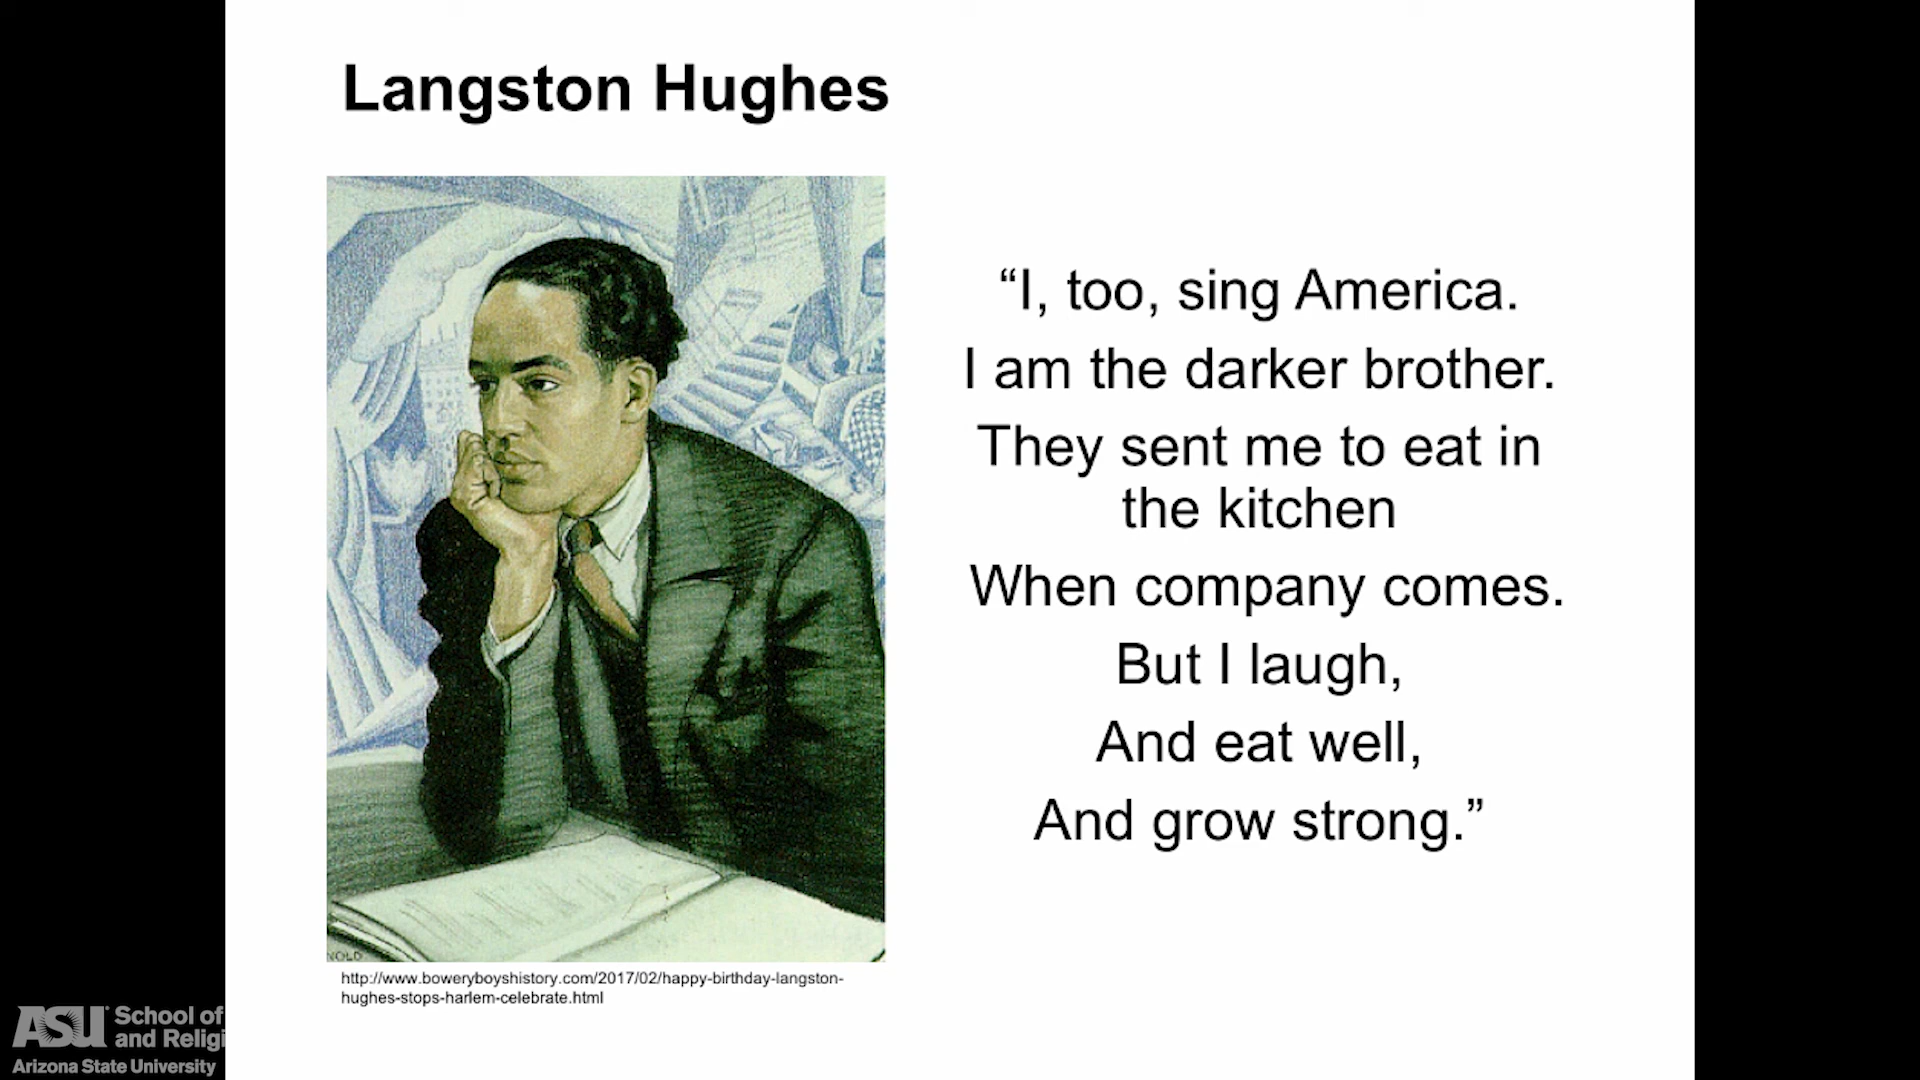 Langston Hughes
“I, too, sing America.
I am the darker brother.
They sent me to eat in
the kitchen
When company comes.
But I laugh,
And eat well,
And grow strong.”
http://www.boweryboyshistory.com/2017/02/happy-birthday-langston-
hughes-stops-harlem-celebrate.html
ASU School of
and Religi
Arizona State University